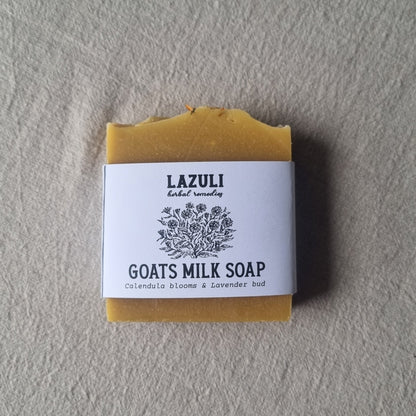 LAZULI
herbal remedies
GOATS MILK SOAP
Calendula blooms & Lavender bud